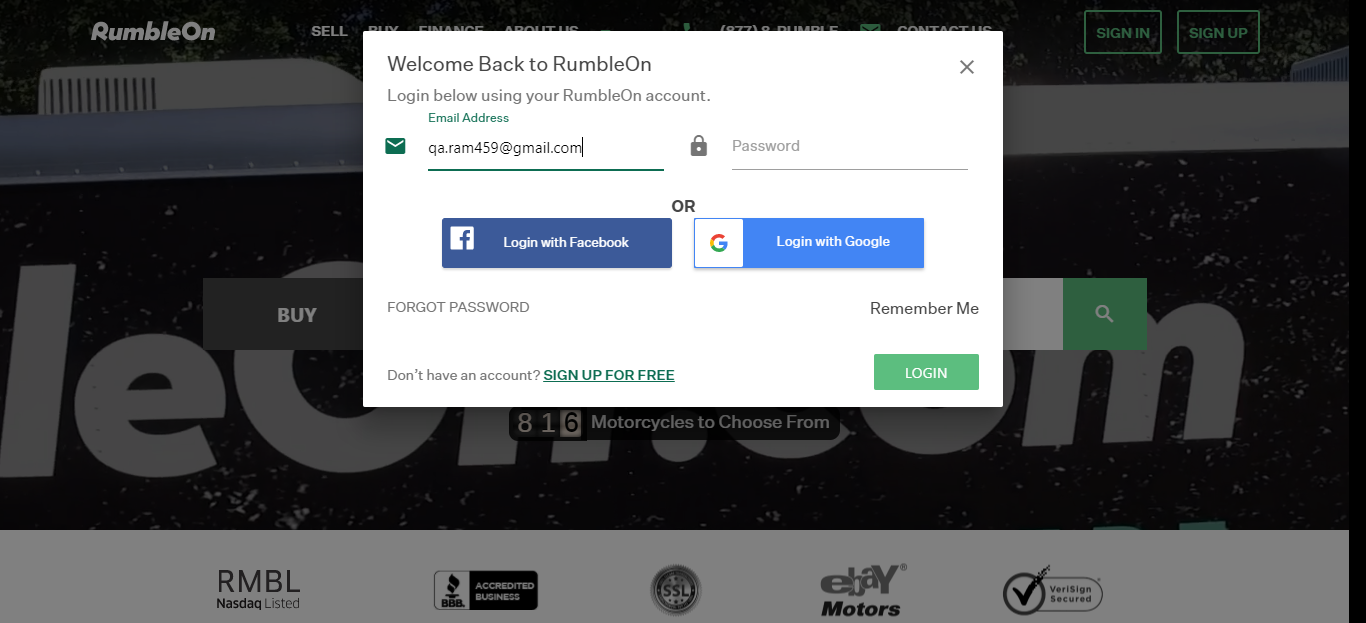 RumbleOn
SELL BUY FINANCE ABOUT US (877) 8-RUMBLE CONTACT US SIGN IN SIGN UP
Welcome Back to RumbleOn
Login below using your RumbleOn account.
Email Address
qa.ram459@gmail.com
Password
OR
Login with Facebook
Login with Google
FORGOT PASSWORD
Remember Me
BUY
Don't have an account? SIGN UP FOR FREE
LOGIN
816 Motorcycles to Choose From
RMBL
Nasdaq Listed
BBB.
ACCREDITED
BUSINESS
SSL
ebaY®
Motors
VeriSign
Secured